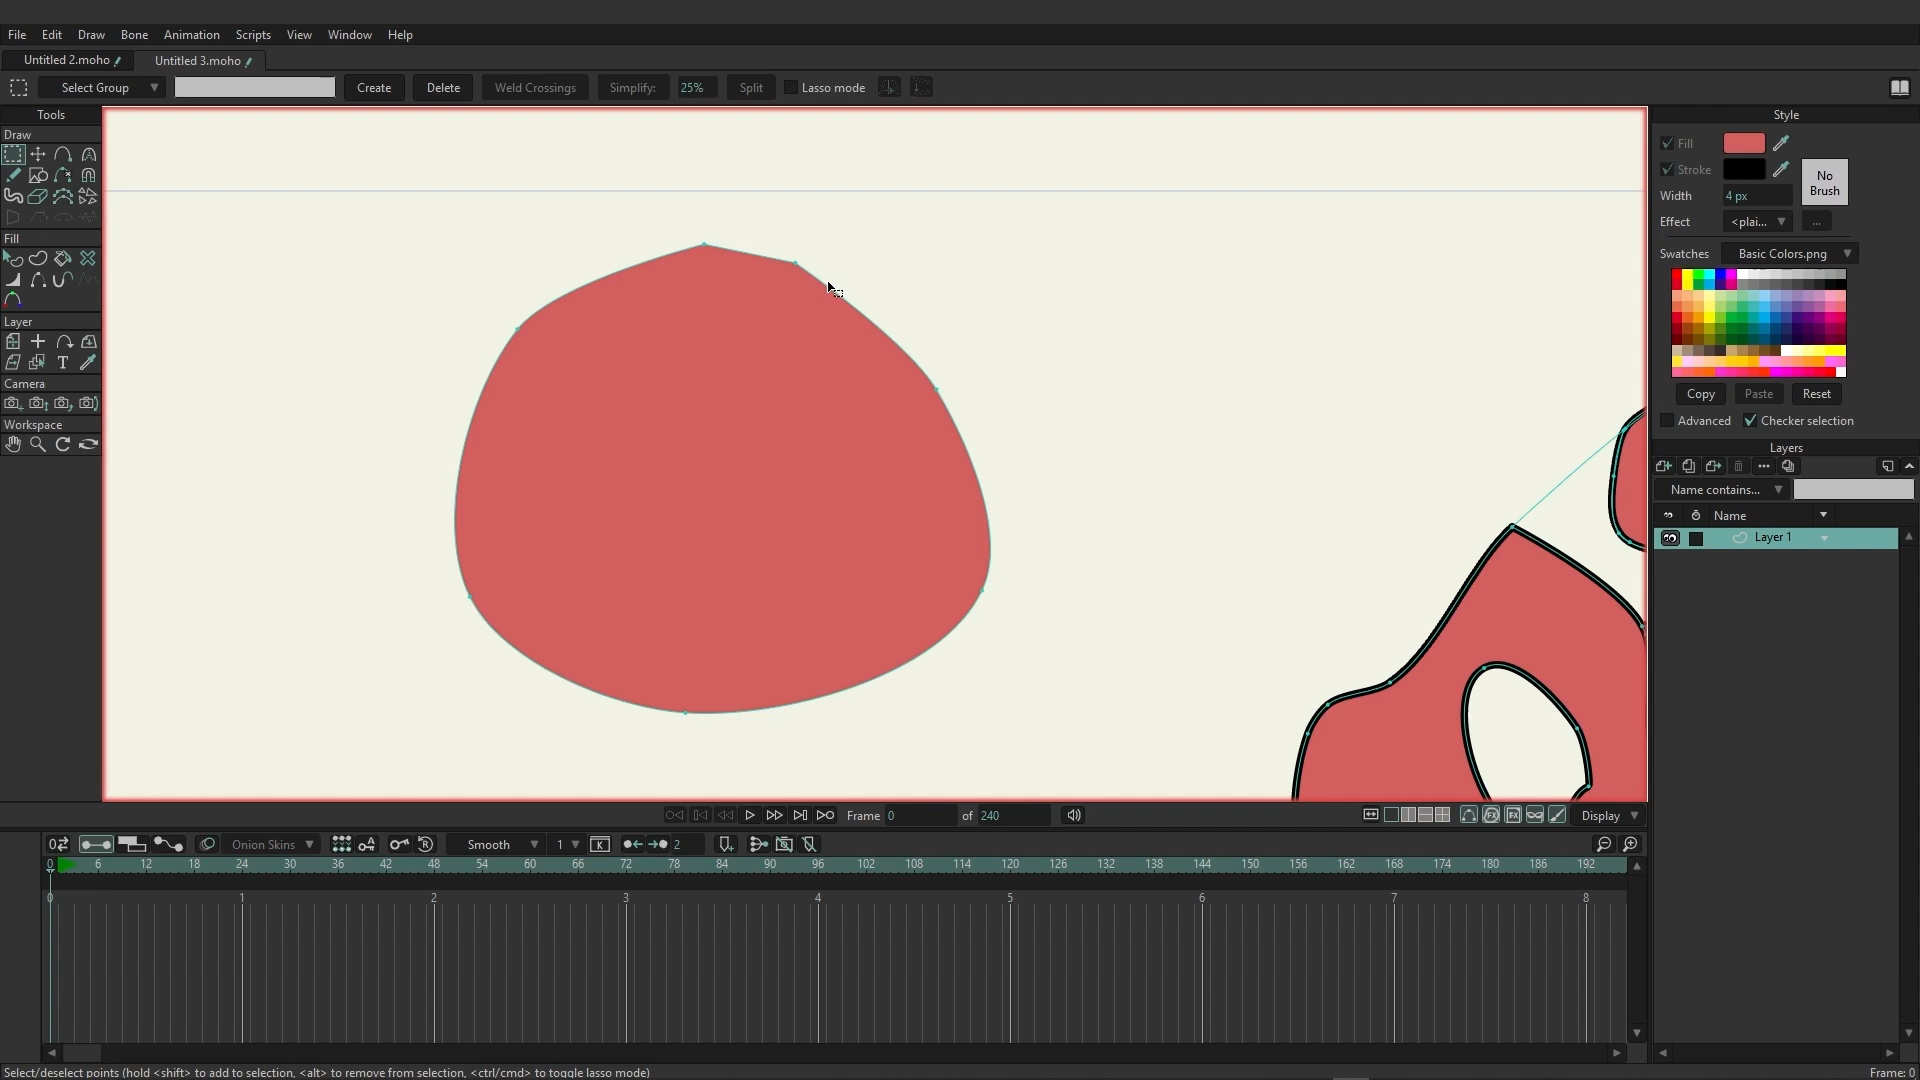 File Edit Draw Bone Animation Scripts View Window Help
Untitled 2.moho Untitled 3.moho
Select Group Create Delete Weld Crossings Simplify: 25% Split Lasso mode
Tools
Draw
Fill
Layer
T
Camera
Workspace
Style
Fill
Stroke
No Brush
Width 4 px
Effect <plai... ...
Swatches Basic Colors.png
Copy Paste Reset
Advanced Checker selection
Layers
Name contains...
Name
Layer 1
Frame 0 of 240 Display
Onion Skins Smooth 1 K 2
0 6 12 18 24 30 36 42 48 54 60 66 72 78 84 90 96 102 108 114 120 126 132 138 144 150 156 162 168 174 180 186 192
0 1 2 3 4 5 6 7 8
Select/deselect points (hold <shift> to add to selection, <alt> to remove from selection, <ctrl/cmd> to toggle lasso mode) Frame: 0